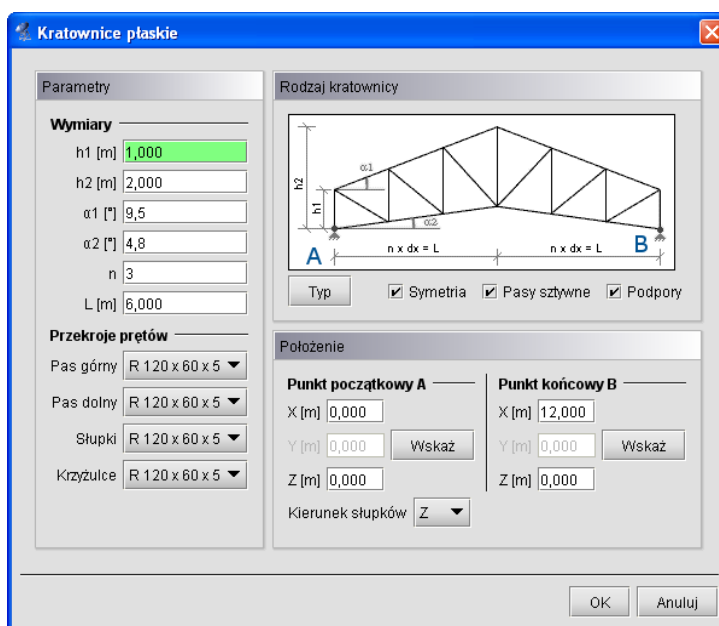 Kratownice płaskie
Parametry
Wymiary
h1 [m] 1,000
h2 [m] 2,000
α1 [°] 9,5
α2 [°] 4,8
n 3
L [m] 6,000
Przekroje prętów
Pas górny R 120 x 60 x 5
Pas dolny R 120 x 60 x 5
Słupki R 120 x 60 x 5
Krzyżulce R 120 x 60 x 5
Rodzaj kratownicy
h2
h1
α1
α2
A
n x dx = L
n x dx = L
B
Typ
Symetria
Pasy sztywne
Podpory
Położenie
Punkt początkowy A
X [m] 0,000
Y [m] 0,000
Wskaż
Z [m] 0,000
Kierunek słupków Z
Punkt końcowy B
X [m] 12,000
Y [m] 0,000
Wskaż
Z [m] 0,000
OK
Anuluj